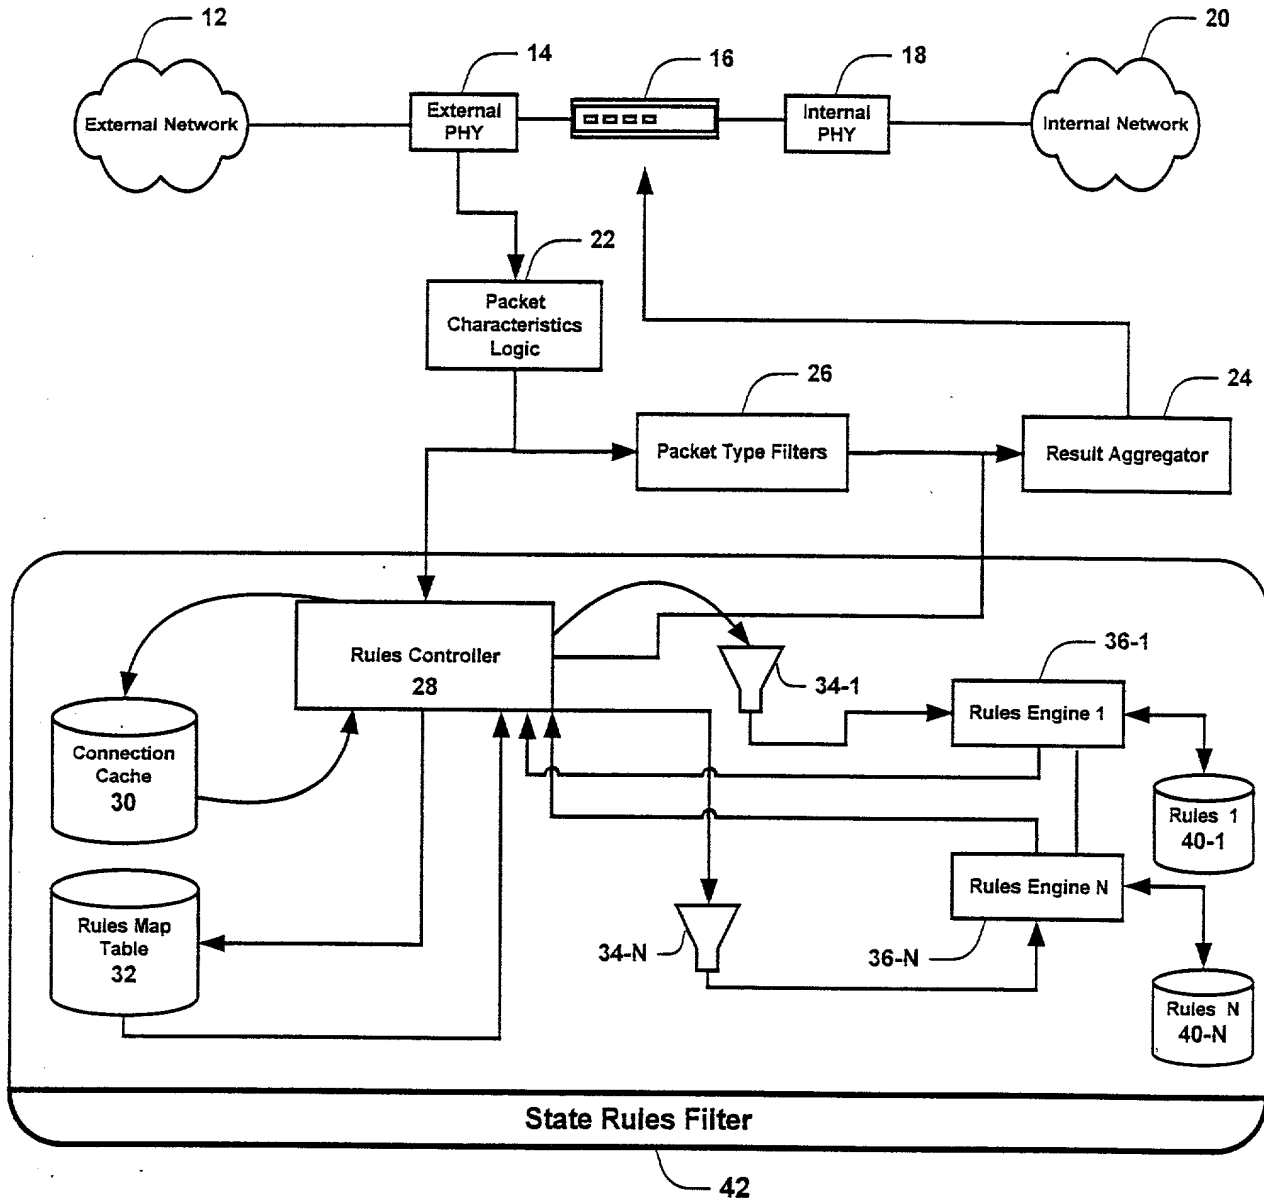 12
20
14
16
18
External Network
External
PHY
Internal
PHY
Internal Network
22
Packet
Characteristics
Logic
26
24
Packet Type Filters
Result Aggregator
Rules Controller
28
34-1
36-1
Rules Engine 1
Connection
Cache
30
Rules 1
40-1
Rules Map
Table
32
Rules Engine N
34-N
36-N
Rules N
40-N
State Rules Filter
42